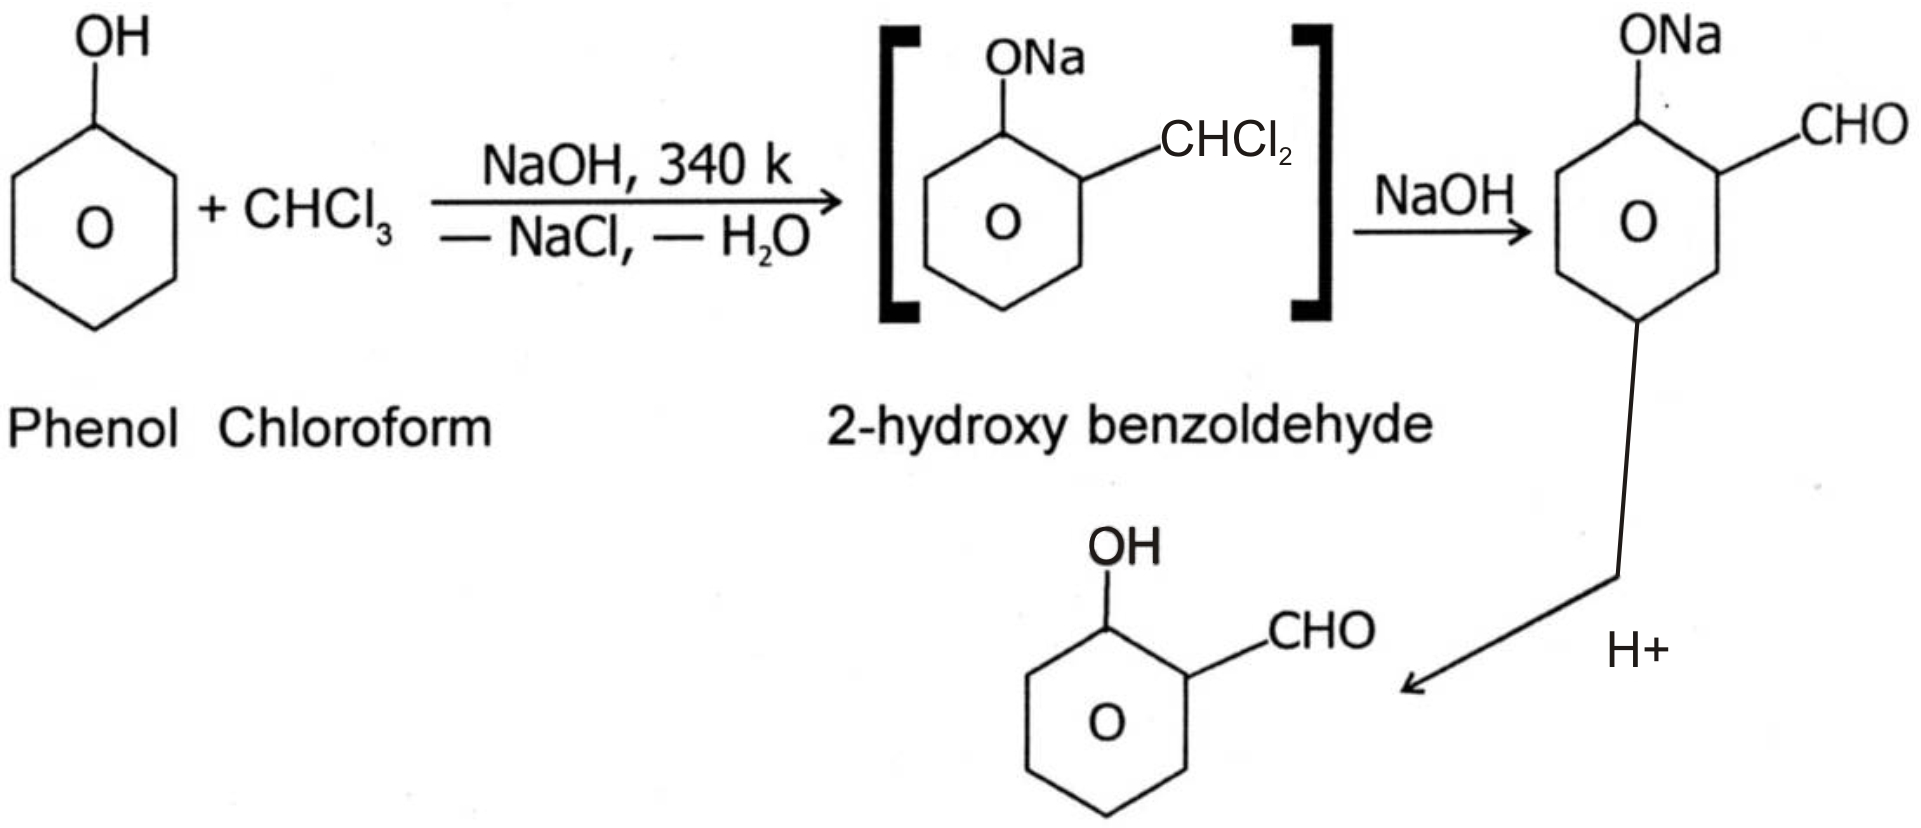 OH
O
+ CHCl₃
NaOH, 340 k
— NaCl, — H₂O
ONa
CHCl₂
O
NaOH
ONa
CHO
O
Phenol Chloroform
2-hydroxy benzoldehyde
OH
CHO
O
H+